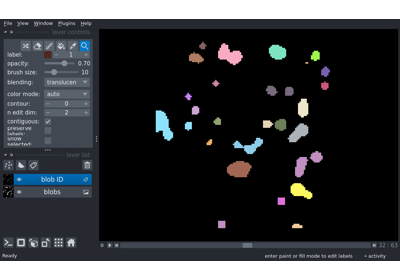 File View Window Plugins Help
layer controls
label: 1
opacity: 0.70
brush size: 10
blending: translucen
color mode: auto
contour: 0
n edit dim: 2
contiguous:
preserve labels:
show selected:
layer list
blob ID
blobs
32 63
Ready enter paint or fill mode to edit labels activity